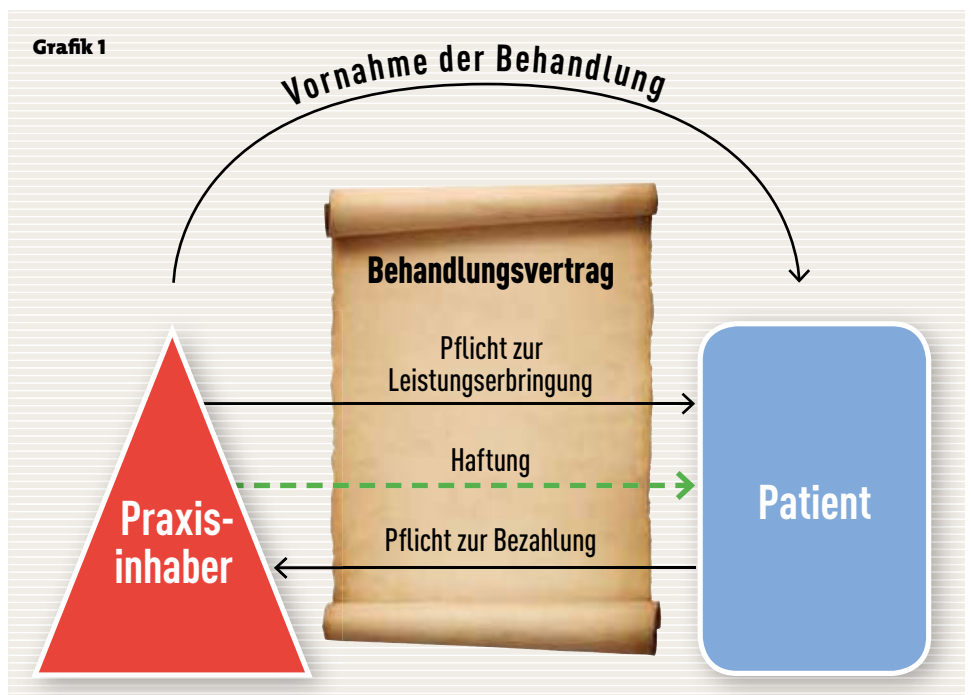 Grafik 1
Vornahme der Behandlung
Behandlungsvertrag
Pflicht zur
Leistungserbringung
Haftung
Pflicht zur Bezahlung
Praxis-
inhaber
Patient